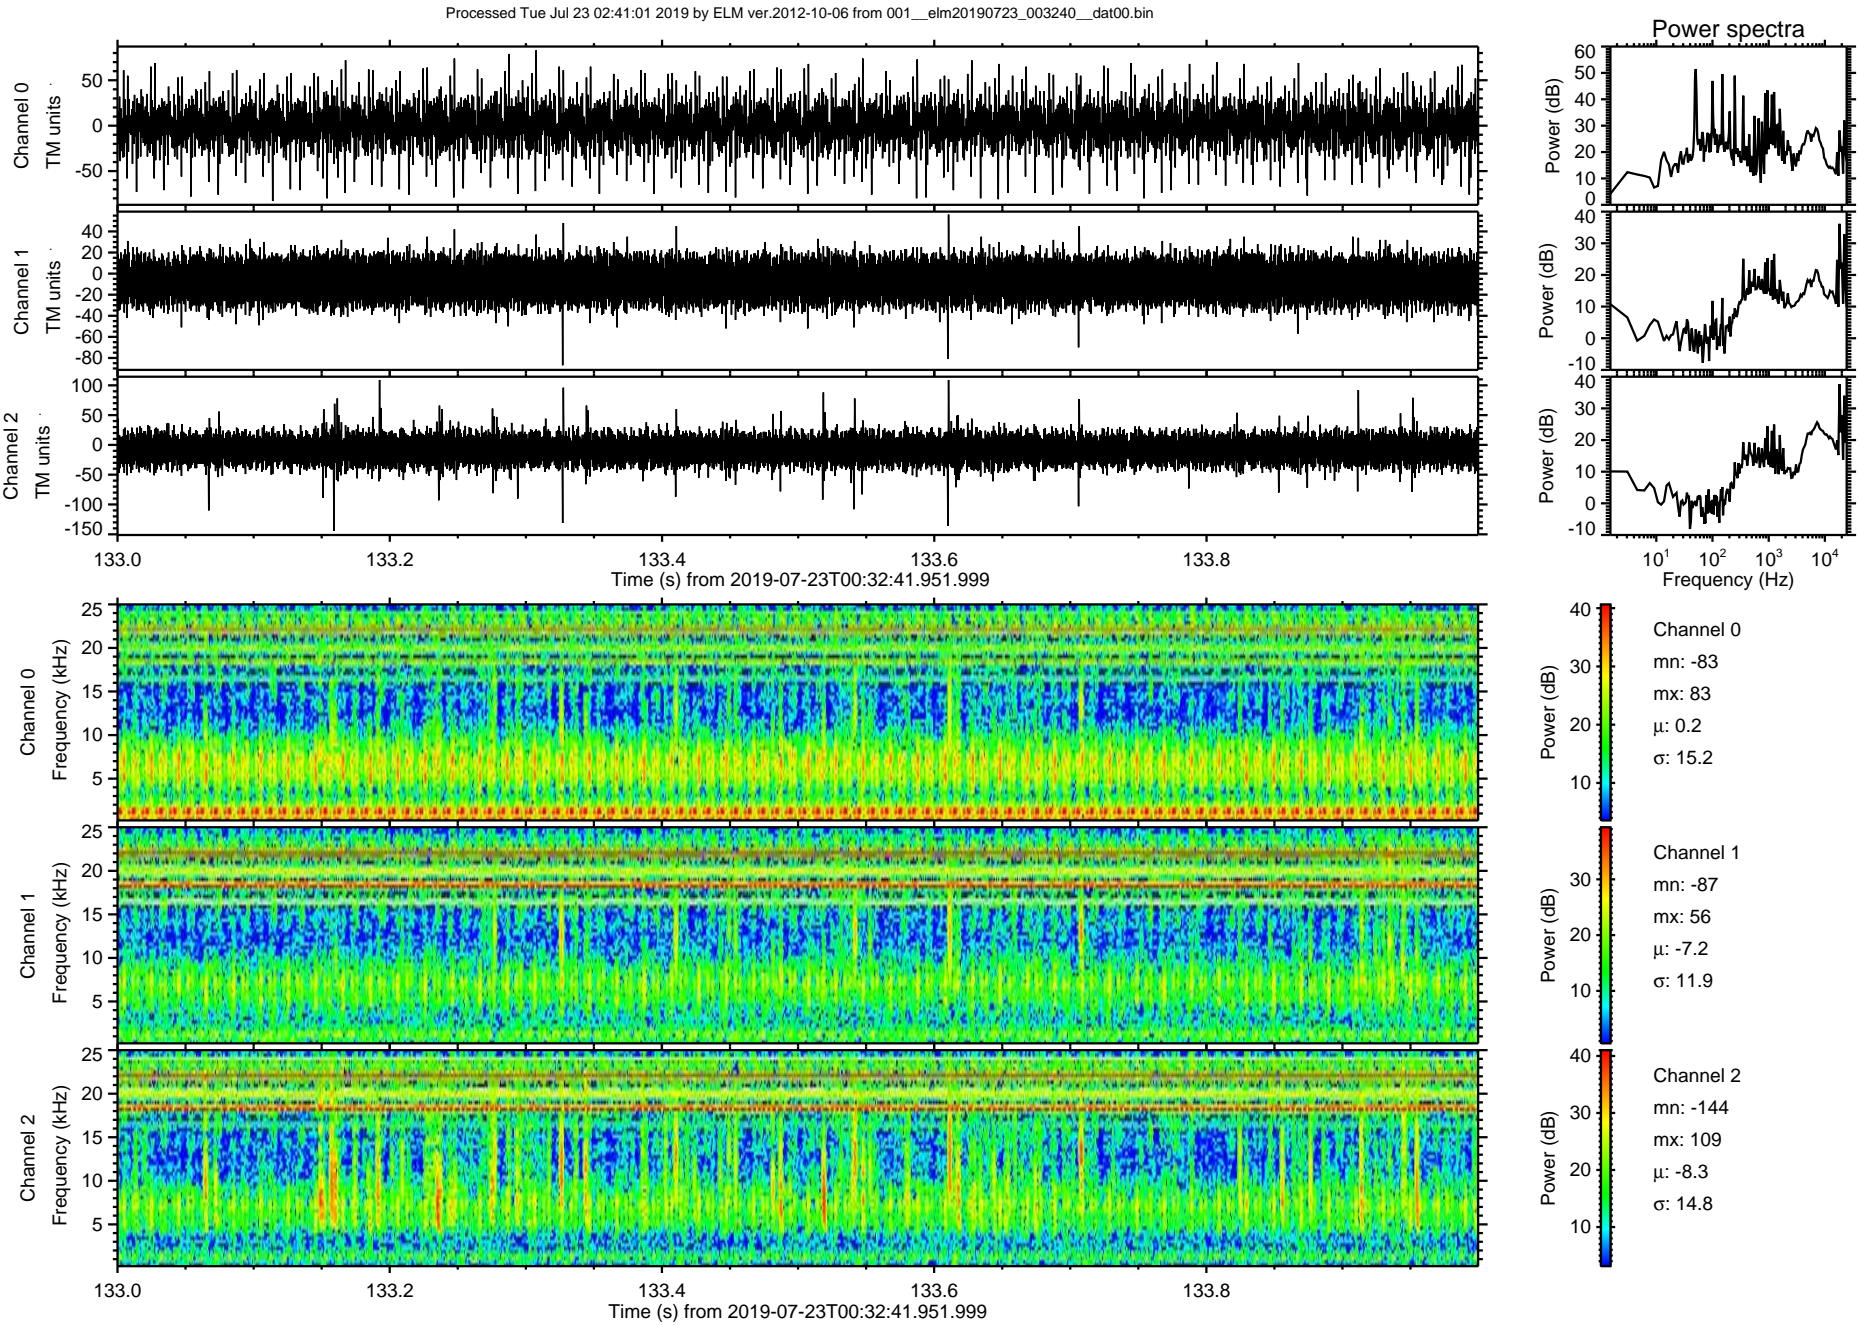 Processed Tue Jul 23 02:41:01 2019 by ELM ver.2012-10-06 from 001__elm20190723_003240__dat00.bin
Power spectra
Channel 0
TM units
50
0
-50
Power (dB)
60
50
40
30
20
10
0
Channel 1
TM units
40
20
0
-20
-40
-60
-80
Power (dB)
40
30
20
10
0
-10
Channel 2
TM units
100
50
0
-50
-100
-150
Power (dB)
40
30
20
10
0
-10
133.0 133.2 133.4 133.6 133.8
Time (s) from 2019-07-23T00:32:41.951.999
10¹ 10² 10³ 10⁴
Frequency (Hz)
Channel 0
Frequency (kHz)
25
20
15
10
5
Power (dB)
40
30
20
10
Channel 0
mn: -83
mx: 83
μ: 0.2
σ: 15.2
Channel 1
Frequency (kHz)
25
20
15
10
5
Power (dB)
30
20
10
Channel 1
mn: -87
mx: 56
μ: -7.2
σ: 11.9
Channel 2
Frequency (kHz)
25
20
15
10
5
Power (dB)
40
30
20
10
Channel 2
mn: -144
mx: 109
μ: -8.3
σ: 14.8
133.0 133.2 133.4 133.6 133.8
Time (s) from 2019-07-23T00:32:41.951.999